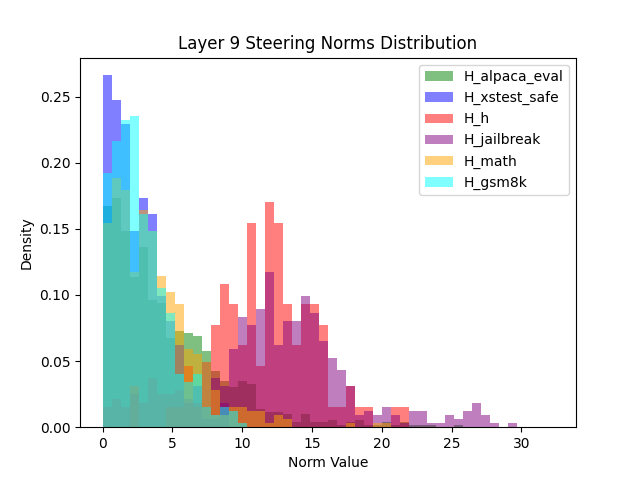 Layer 9 Steering Norms Distribution
H_alpaca_eval
H_xstest_safe
H_h
H_jailbreak
H_math
H_gsm8k
Density
0.25
0.20
0.15
0.10
0.05
0.00
0
5
10
15
20
25
30
Norm Value